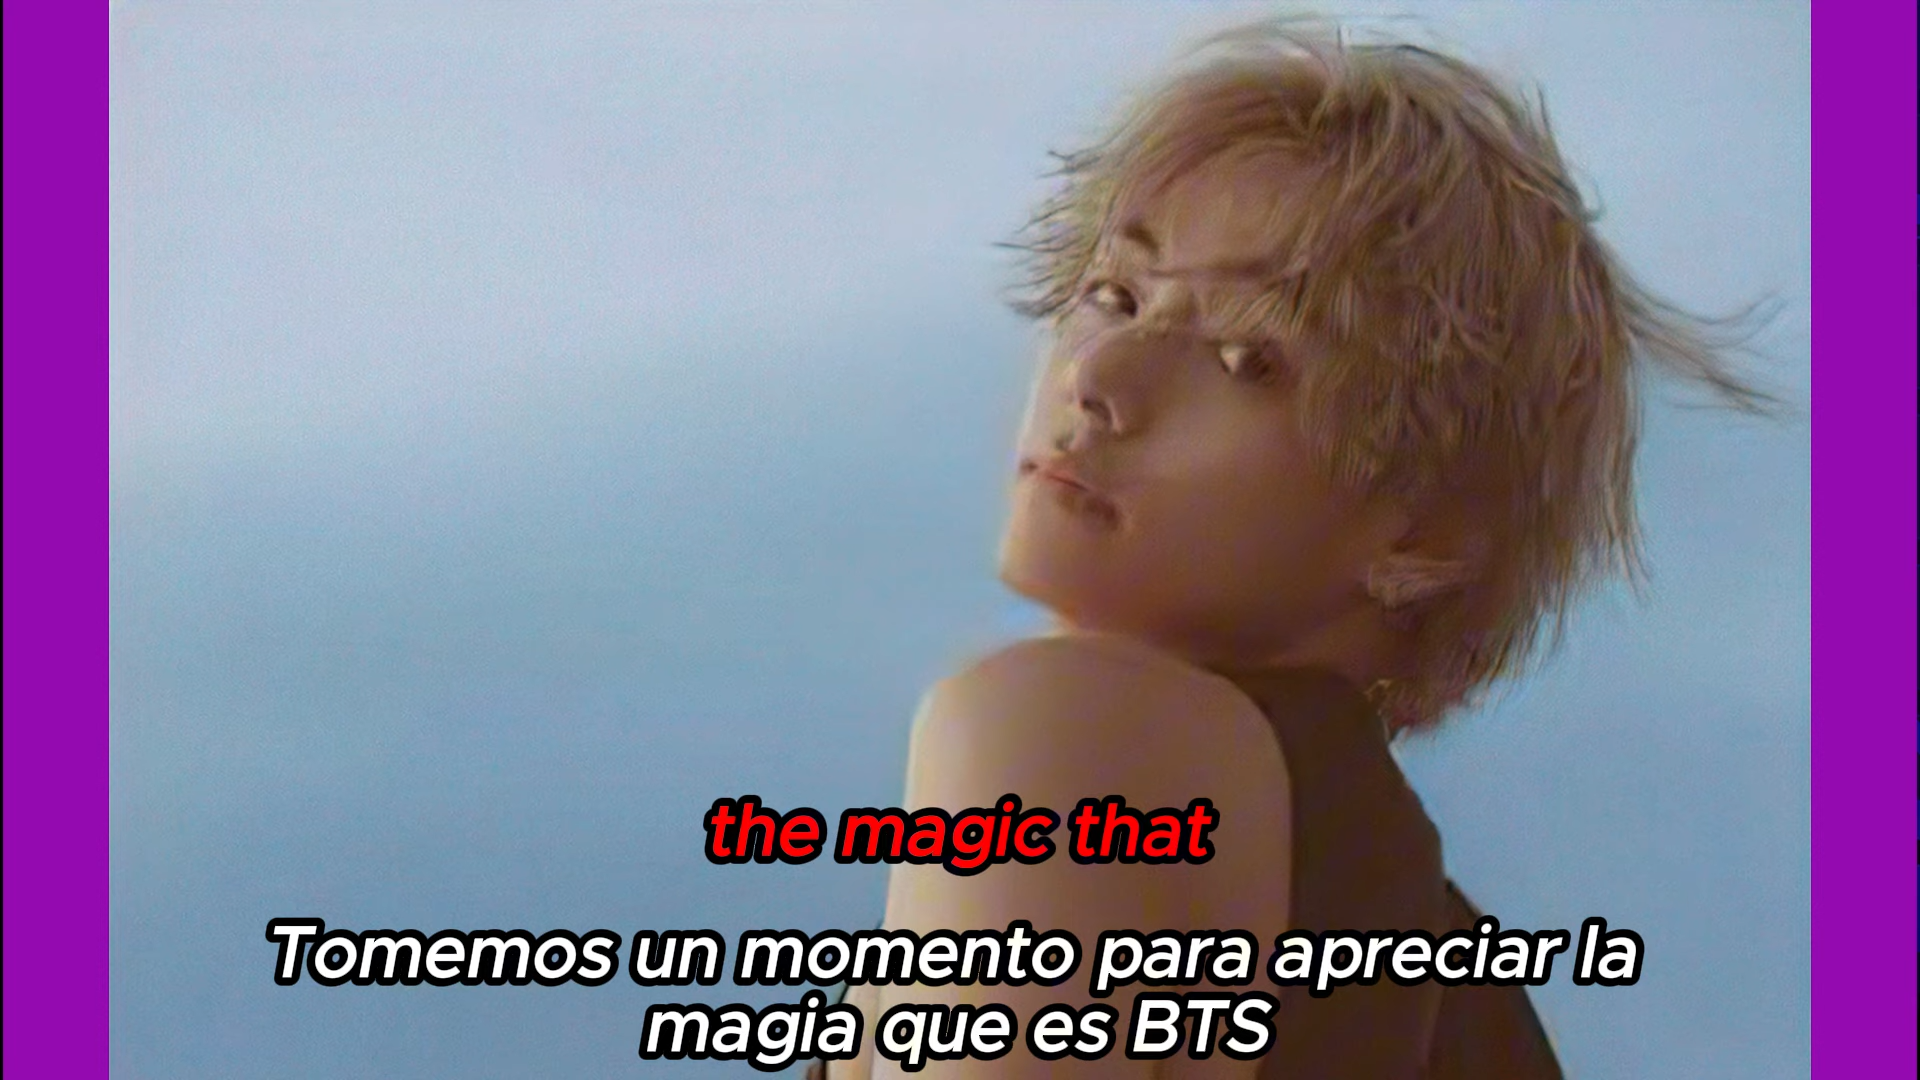 the magic that
Tomemos un momento para apreciar la
magia que es BTS